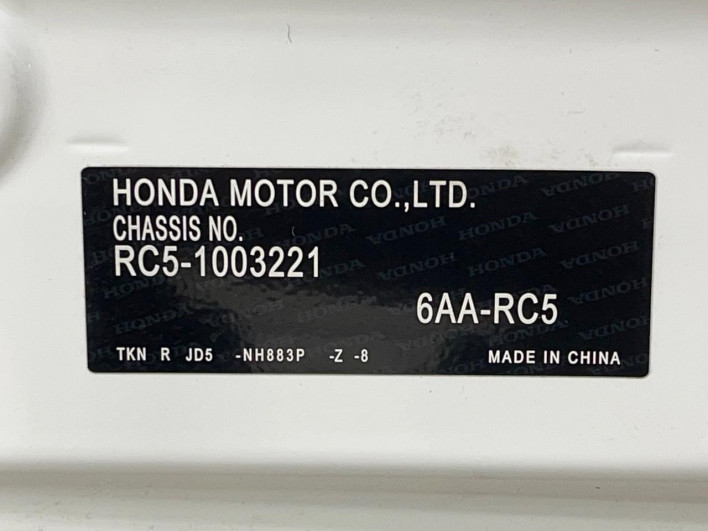 HONDA MOTOR CO.,LTD.
CHASSIS NO.
RC5-1003221
6AA-RC5
TKN R JD5 -NH883P -Z -8 MADE IN CHINA